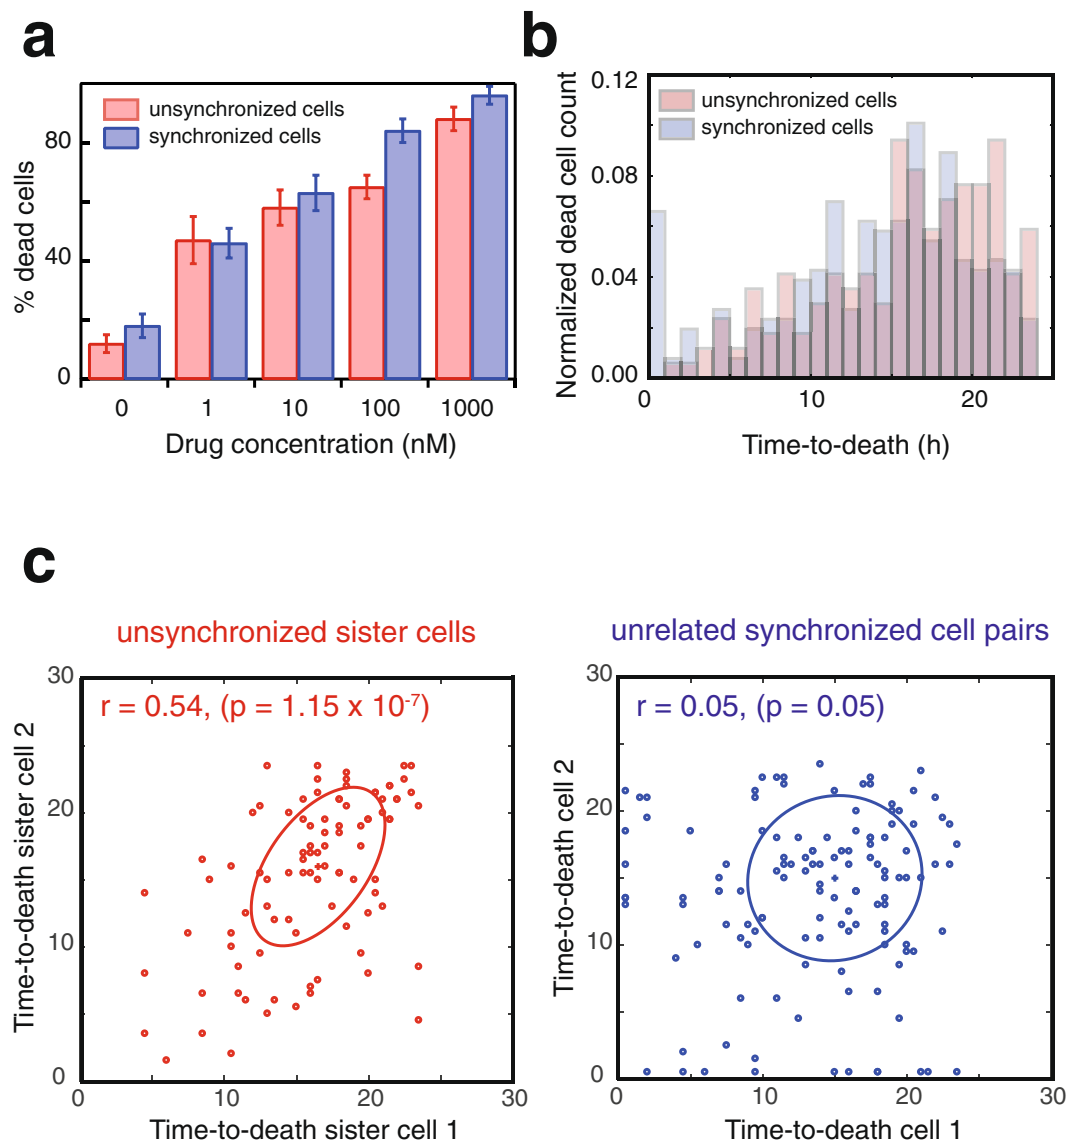 a
unsynchronized cells
synchronized cells
% dead cells
80
40
0
0 1 10 100 1000
Drug concentration (nM)
b
unsynchronized cells
synchronized cells
Normalized dead cell count
0.12
0.08
0.04
0.00
0 10 20
Time-to-death (h)
c
unsynchronized sister cells
r = 0.54, (p = 1.15 x 10⁻⁷)
Time-to-death sister cell 2
30
20
10
0
0 10 20 30
Time-to-death sister cell 1
unrelated synchronized cell pairs
r = 0.05, (p = 0.05)
Time-to-death cell 2
30
20
10
0
0 10 20 30
Time-to-death cell 1